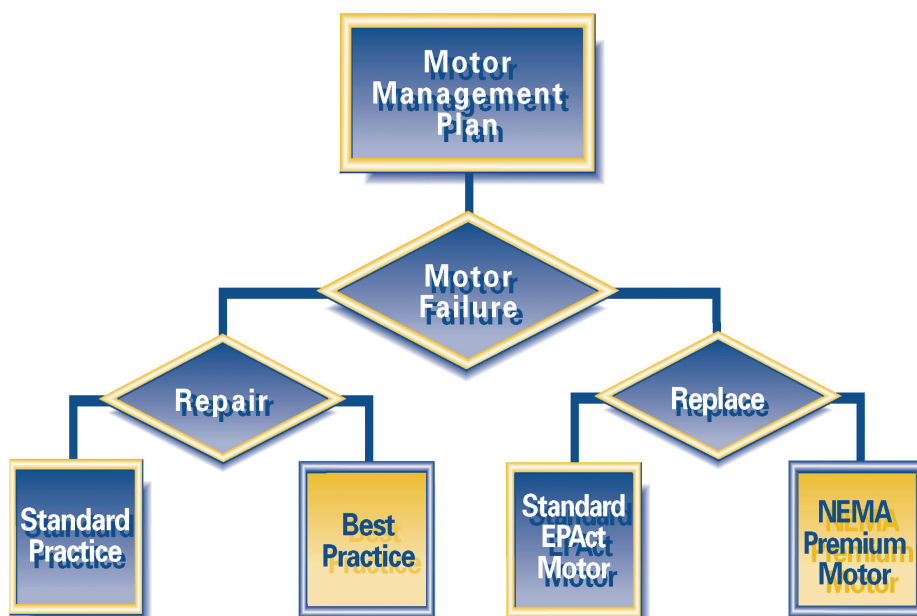 Motor
Management
Plan
Motor
Failure
Repair
Replace
Standard
Practice
Best
Practice
Standard
EPAct
Motor
NEMA
Premium
Motor